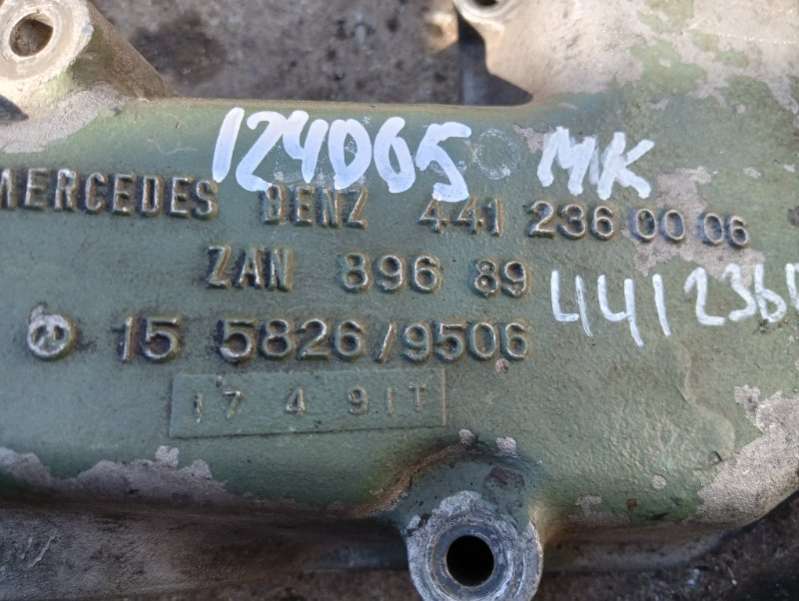 124065 MK
MERCEDES BENZ 441 236 00 06
ZAN 896 89
441236
15 5826/9506
17 4 91T